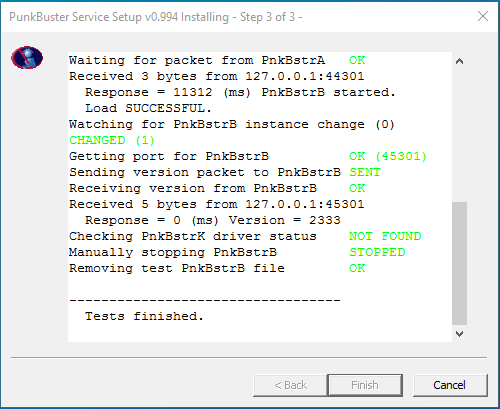 PunkBuster Service Setup v0.994 Installing - Step 3 of 3 -
Waiting for packet from PnkBstrA OK
Received 3 bytes from 127.0.0.1:44301
Response = 11312 (ms) PnkBstrB started.
Load SUCCESSFUL.
Watching for PnkBstrB instance change (0)
CHANGED (1)
Getting port for PnkBstrB OK (45301)
Sending version packet to PnkBstrB SENT
Receiving version from PnkBstrB OK
Received 5 bytes from 127.0.0.1:45301
Response = 0 (ms) Version = 2333
Checking PnkBstrK driver status NOT FOUND
Manually stopping PnkBstrB STOPPED
Removing test PnkBstrB file OK
----------------------------------
Tests finished.
< Back Finish Cancel